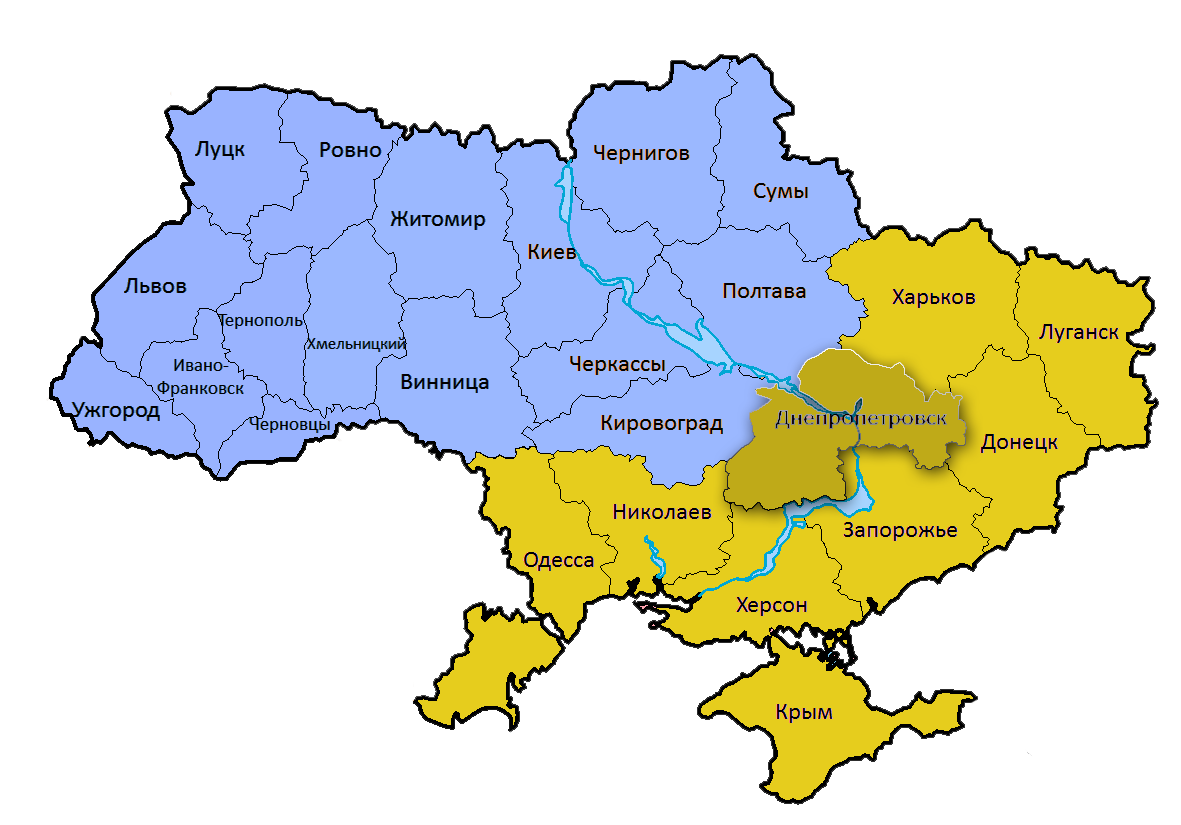 Луцк
Ровно
Чернигов
Сумы
Житомир
Киев
Львов
Полтава
Харьков
Тернополь
Луганск
Хмельницкий
Ивано-
Франковск
Черкассы
Винница
Ужгород
Черновцы
Кировоград
Днепропетровск
Донецк
Николаев
Запорожье
Одесса
Херсон
Крым